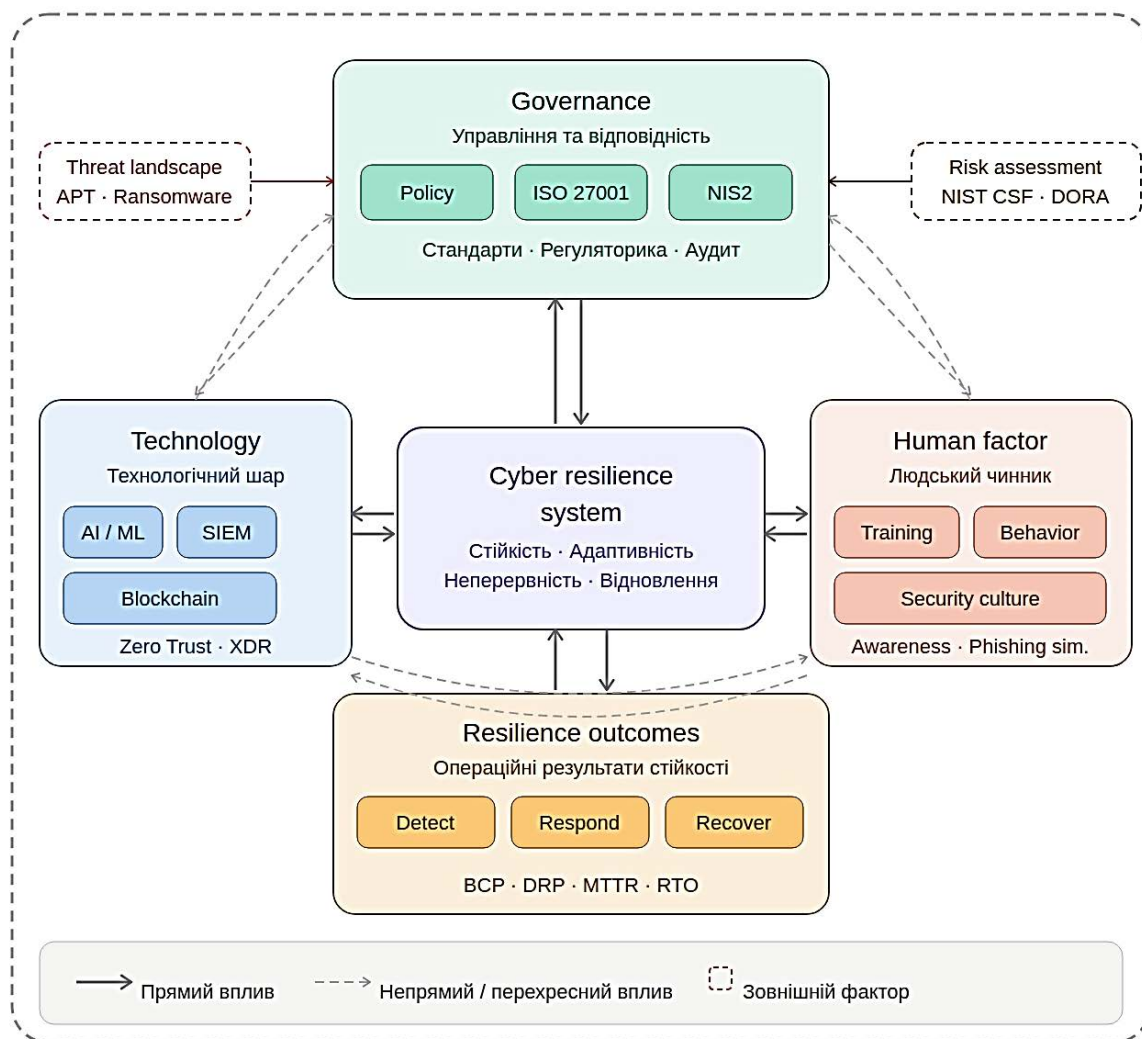 Governance
Управління та відповідність
Threat landscape
APT · Ransomware
Risk assessment
NIST CSF · DORA
Policy
ISO 27001
NIS2
Стандарти · Регуляторика · Аудит
Technology
Технологічний шар
AI / ML
SIEM
Blockchain
Zero Trust · XDR
Cyber resilience
system
Стійкість · Адаптивність
Неперервність · Відновлення
Human factor
Людський чинник
Training
Behavior
Security culture
Awareness · Phishing sim.
Resilience outcomes
Операційні результати стійкості
Detect
Respond
Recover
BCP · DRP · MTTR · RTO
Прямий вплив
Непрямий / перехресний вплив
Зовнішній фактор